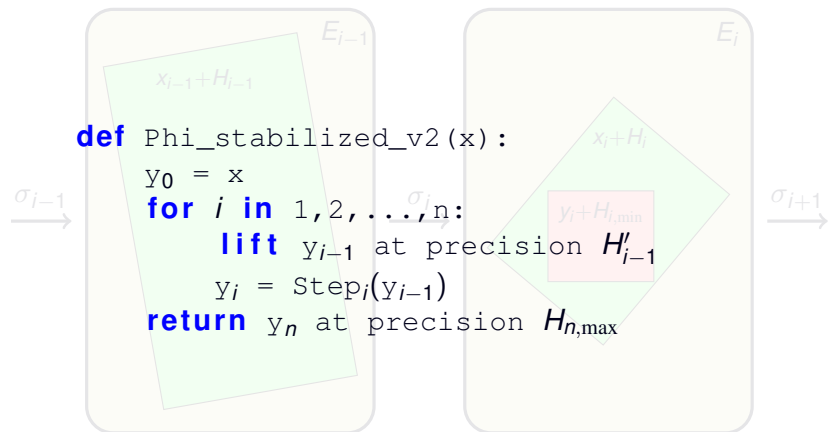 E_{i−1}
E_i
x_{i−1}+H_{i−1}
def Phi_stabilized_v2(x):
x_i+H_i
y_0 = x
σ_{i−1}
σ_i
σ_{i+1}
for i in 1,2,...,n:
y_i+H_{i,min}
lift y_{i−1} at precision H′_{i−1}
y_i = Step_i(y_{i−1})
return y_n at precision H_{n,max}